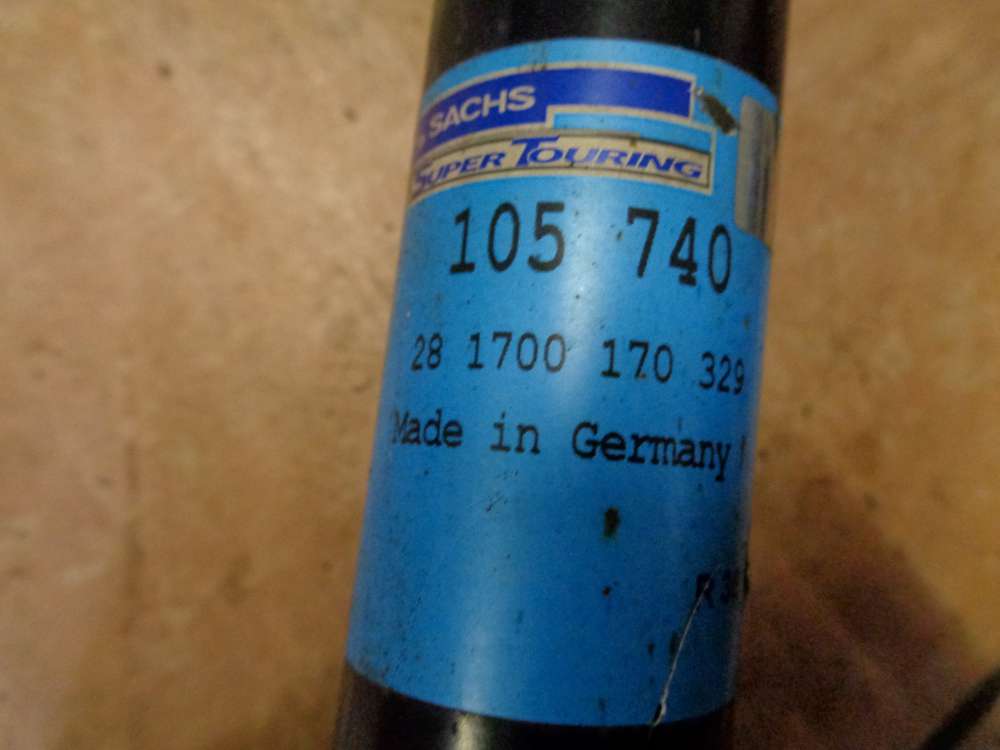 SACHS
SUPER TOURING
105 740
28 1700 170 329
Made in Germany